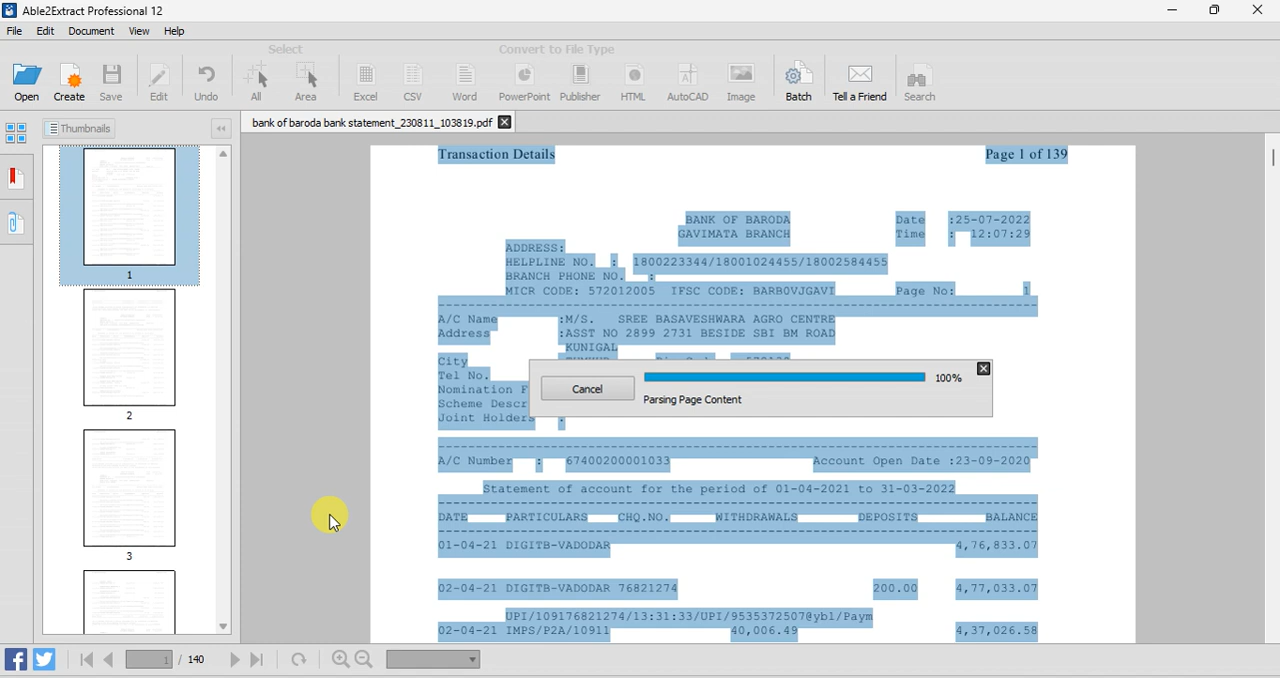 Able2Extract Professional 12
File Edit Document View Help
Select Convert to File Type
Open Create Save Edit Undo All Area Excel CSV Word PowerPoint Publisher HTML AutoCAD Image Batch Tell a Friend Search
Thumbnails
bank of baroda bank statement_230811_103819.pdf
1
2
3
Transaction Details Page 1 of 139
BANK OF BARODA Date :25-07-2022
GAVIMATA BRANCH Time : 12:07:29
ADDRESS:
HELPLINE NO. : 1800223344/18001024455/18002584455
BRANCH PHONE NO. :
MICR CODE: 572012005 IFSC CODE: BARB0VJGAVI Page No: 1
A/C Name :M/S. SREE BASAVESHWARA AGRO CENTRE
Address :ASST NO 2899 2731 BESIDE SBI BM ROAD
KUNIGAL
City
Tel No.
Nomination F
Scheme Descr
Joint Holders :
Cancel 100%
Parsing Page Content
A/C Number : 67400200001033 Account Open Date :23-09-2020
Statement of account for the period of 01-04-2021 to 31-03-2022
DATE PARTICULARS CHQ.NO. WITHDRAWALS DEPOSITS BALANCE
01-04-21 DIGITB-VADODAR 4,76,833.07
02-04-21 DIGITB-VADODAR 76821274 200.00 4,77,033.07
UPI/109176821274/13:31:33/UPI/9535372507@ybl/Paym
02-04-21 IMPS/P2A/10911 40,006.49 4,37,026.58
1 / 140